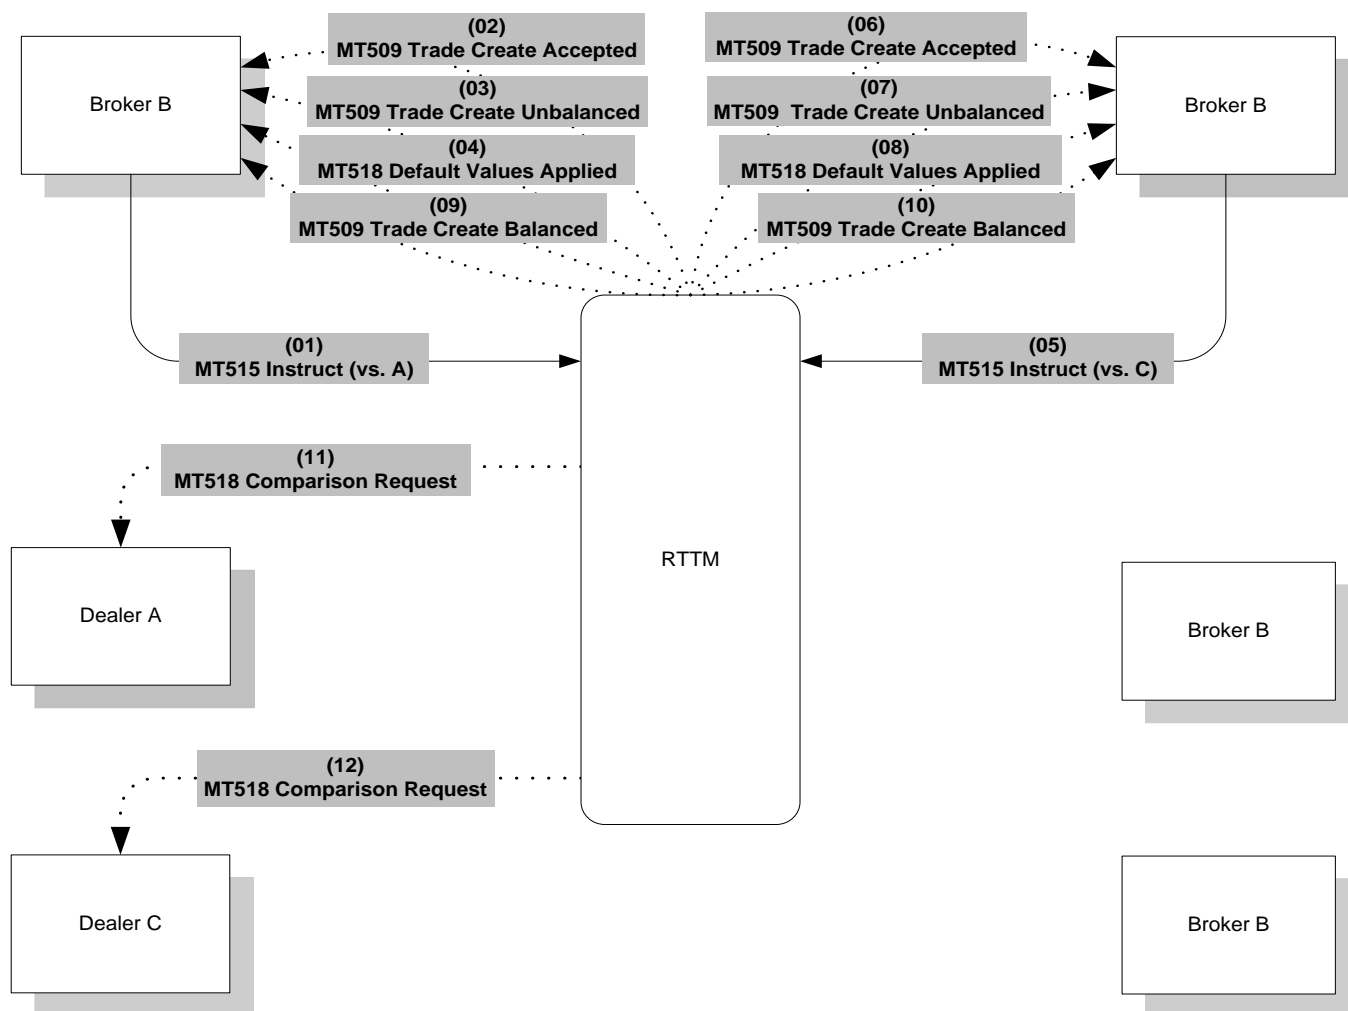 (02)
MT509 Trade Create Accepted
(06)
MT509 Trade Create Accepted
Broker B
Broker B
(03)
MT509 Trade Create Unbalanced
(07)
MT509  Trade Create Unbalanced
(04)
MT518 Default Values Applied
(08)
MT518 Default Values Applied
(09)
MT509 Trade Create Balanced
(10)
MT509 Trade Create Balanced
(01)
MT515 Instruct (vs. A)
(05)
MT515 Instruct (vs. C)
(11)
MT518 Comparison Request
RTTM
Dealer A
Broker B
(12)
MT518 Comparison Request
Dealer C
Broker B